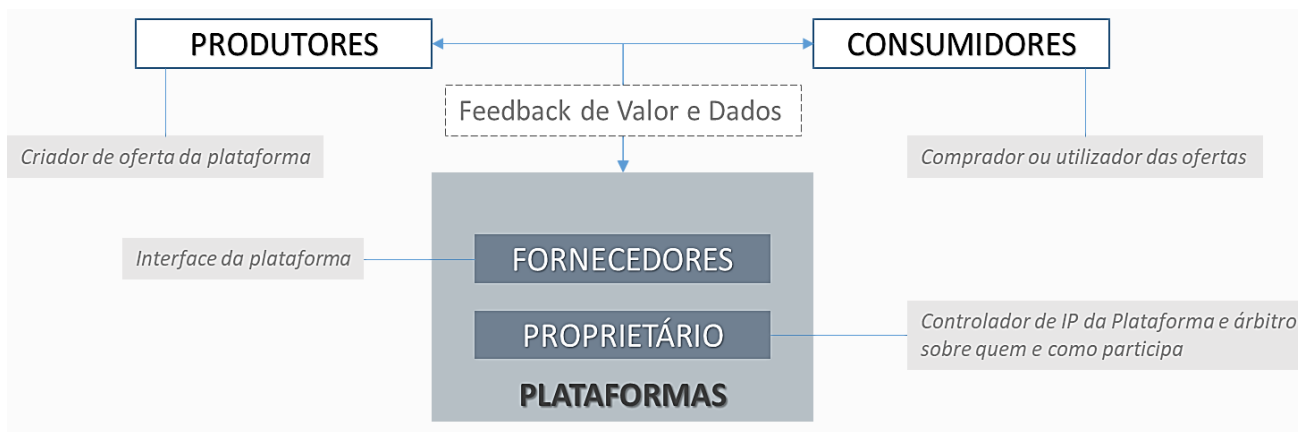 PRODUTORES
CONSUMIDORES
Feedback de Valor e Dados
Criador de oferta da plataforma
Comprador ou utilizador das ofertas
Interface da plataforma
FORNECEDORES
PROPRIETÁRIO
Controlador de IP da Plataforma e árbitro
sobre quem e como participa
PLATAFORMAS